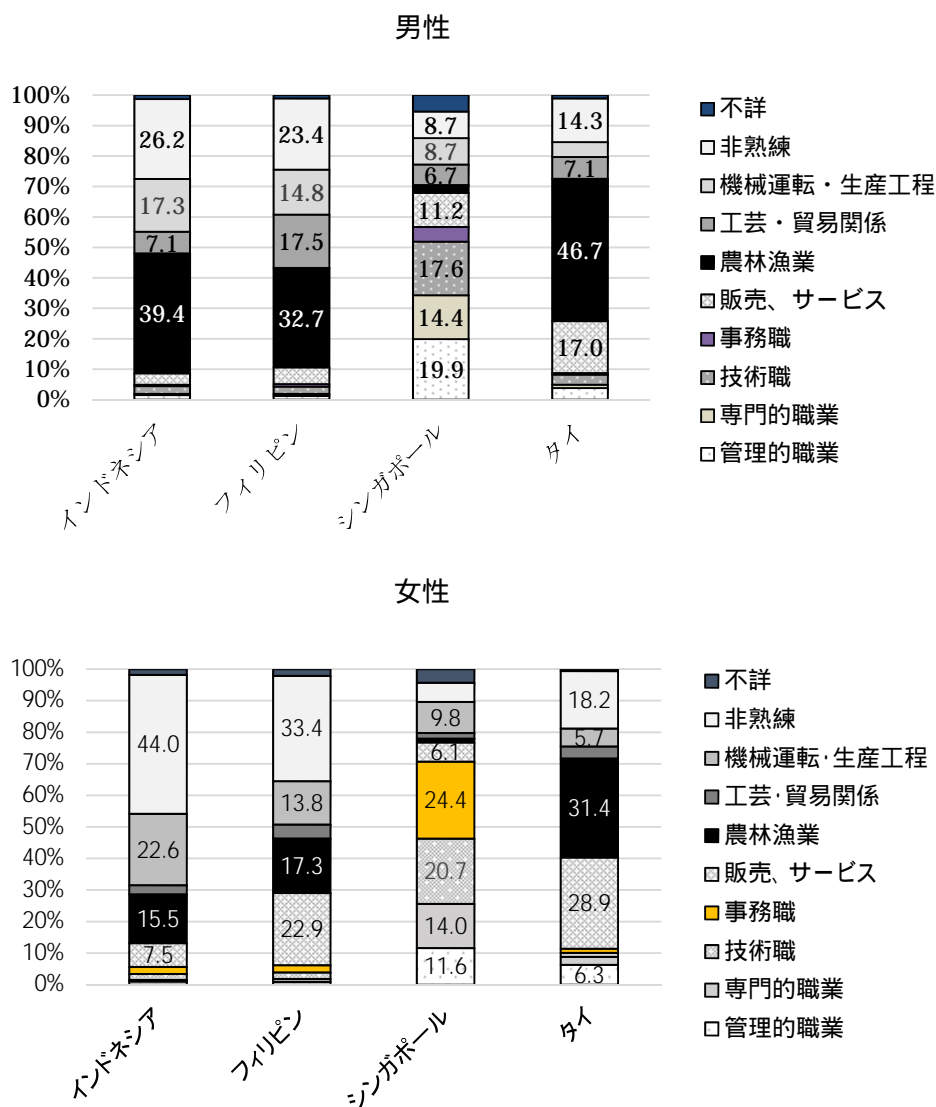 男性
100%
90%
80%
70%
60%
50%
40%
30%
20%
10%
0%
26.2
17.3
7.1
39.4
23.4
14.8
17.5
32.7
8.7
8.7
6.7
11.2
17.6
14.4
19.9
14.3
7.1
46.7
17.0
インドネシア
フィリピン
シンガポール
タイ
不詳
非熟練
機械運転・生産工程
工芸・貿易関係
農林漁業
販売、サービス
事務職
技術職
専門的職業
管理的職業
女性
100%
90%
80%
70%
60%
50%
40%
30%
20%
10%
0%
44.0
22.6
15.5
7.5
33.4
13.8
17.3
22.9
9.8
6.1
24.4
20.7
14.0
11.6
18.2
5.7
31.4
28.9
6.3
インドネシア
フィリピン
シンガポール
タイ
不詳
非熟練
機械運転・生産工程
工芸・貿易関係
農林漁業
販売、サービス
事務職
技術職
専門的職業
管理的職業